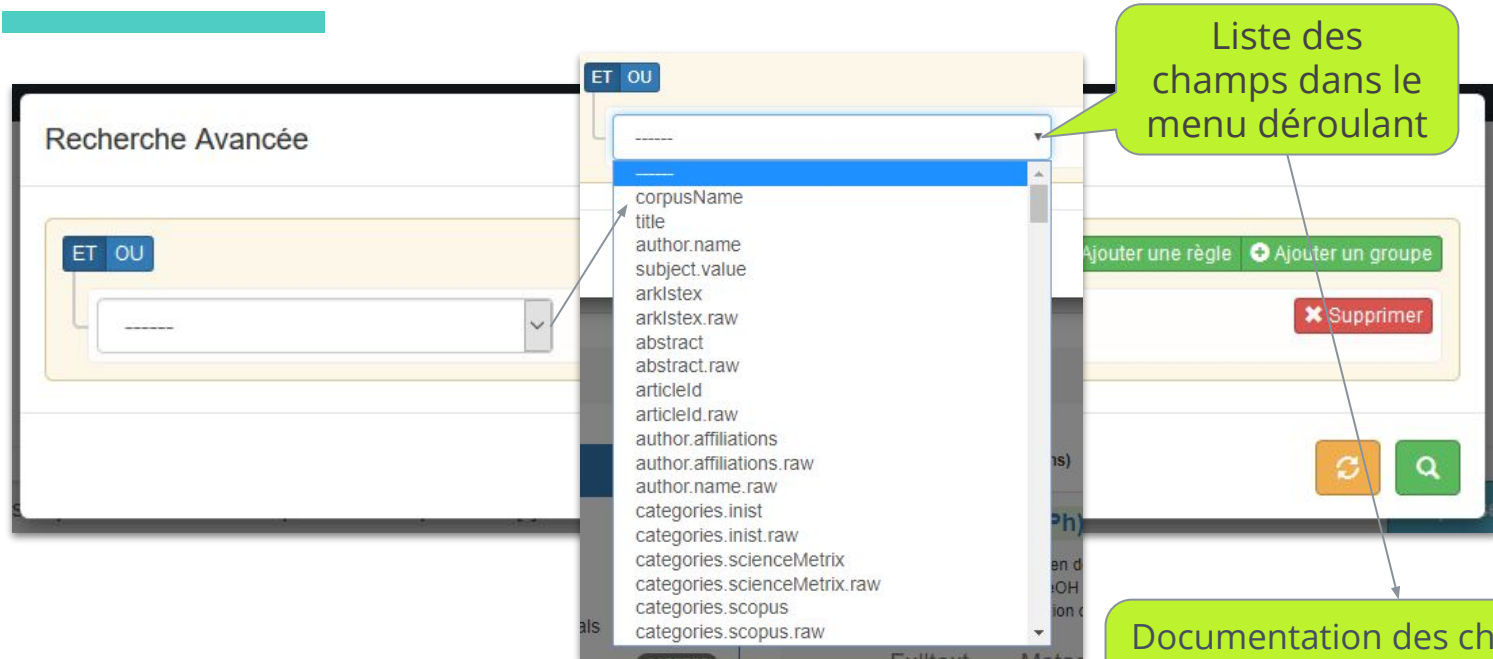 Liste des
champs dans le
menu déroulant
Recherche Avancée
ET OU
------
Ajouter une règle
Ajouter un groupe
Supprimer
ET OU
------
------
corpusName
title
author.name
subject.value
arkIstex
arkIstex.raw
abstract
abstract.raw
articleId
articleId.raw
author.affiliations
author.affiliations.raw
author.name.raw
categories.inist
categories.inist.raw
categories.scienceMetrix
categories.scienceMetrix.raw
categories.scopus
categories.scopus.raw
Documentation des ch